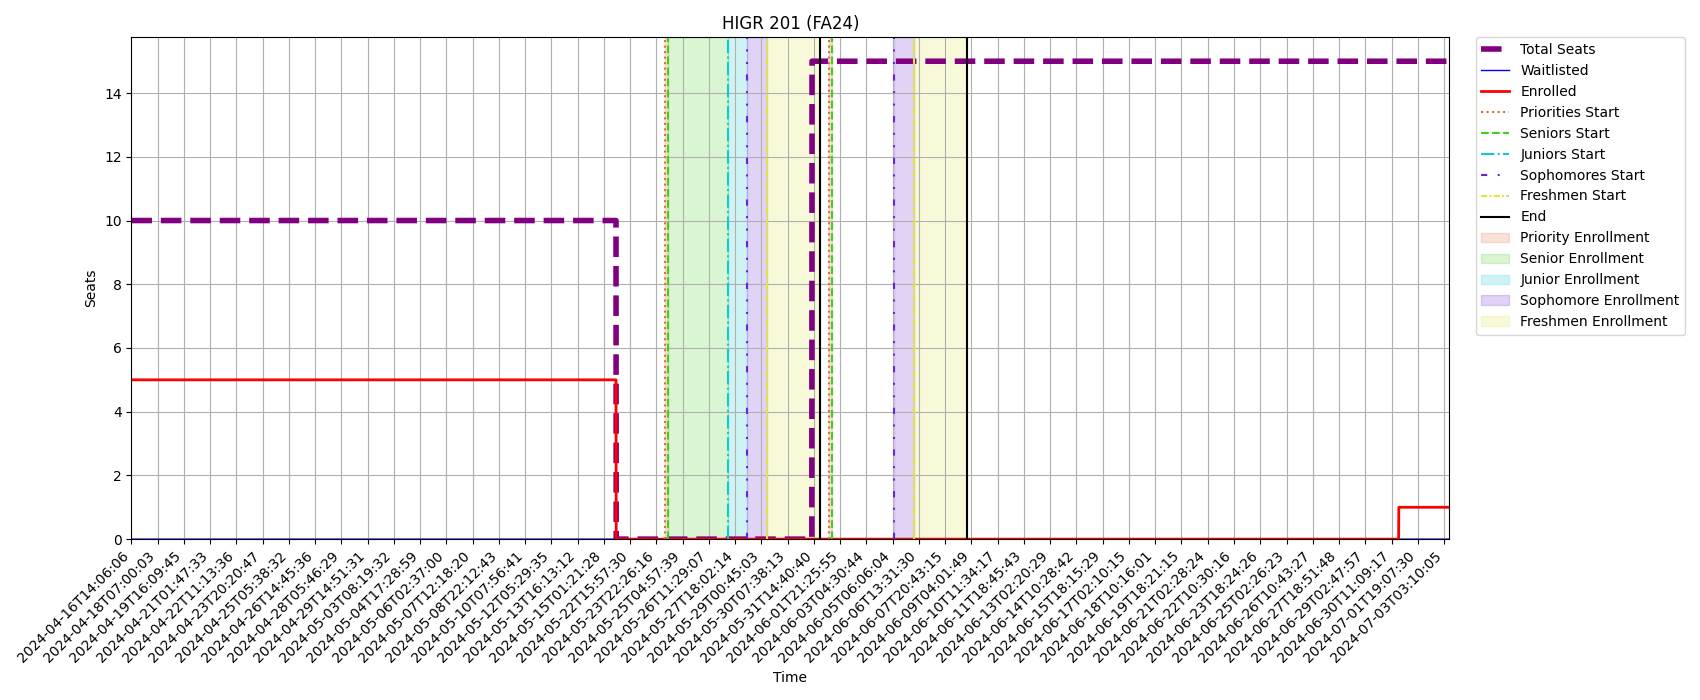 HIGR 201 (FA24)
Seats
14
12
10
8
6
4
2
0
2024-04-16T14:06:06
2024-04-18T07:00:03
2024-04-19T16:09:45
2024-04-21T01:47:33
2024-04-22T11:13:36
2024-04-23T20:20:47
2024-04-25T05:38:32
2024-04-26T14:45:36
2024-04-28T05:46:29
2024-04-29T14:51:31
2024-05-03T08:19:32
2024-05-04T17:28:59
2024-05-07T12:37:00
2024-05-07T12:18:20
2024-05-08T22:12:43
2024-05-10T07:56:41
2024-05-12T05:29:35
2024-05-13T16:13:12
2024-05-15T01:21:28
2024-05-22T15:57:30
2024-05-23T22:26:16
2024-05-25T04:57:39
2024-05-26T11:29:07
2024-05-27T18:02:14
2024-05-29T00:45:03
2024-05-30T07:38:13
2024-05-31T14:40:40
2024-06-01T21:25:55
2024-06-03T04:30:44
2024-06-05T06:06:04
2024-06-06T13:31:30
2024-06-07T20:43:15
2024-06-09T04:01:49
2024-06-10T11:34:17
2024-06-11T18:45:43
2024-06-13T02:20:29
2024-06-14T10:28:42
2024-06-15T18:15:29
2024-06-17T02:10:15
2024-06-18T10:16:01
2024-06-19T18:21:15
2024-06-21T02:28:24
2024-06-22T10:30:16
2024-06-23T18:24:26
2024-06-25T02:26:23
2024-06-26T10:43:27
2024-06-27T18:51:48
2024-06-29T02:47:57
2024-06-30T11:09:17
2024-07-01T19:07:30
2024-07-03T03:10:05
Time
Total Seats
Waitlisted
Enrolled
Priorities Start
Seniors Start
Juniors Start
Sophomores Start
Freshmen Start
End
Priority Enrollment
Senior Enrollment
Junior Enrollment
Sophomore Enrollment
Freshmen Enrollment